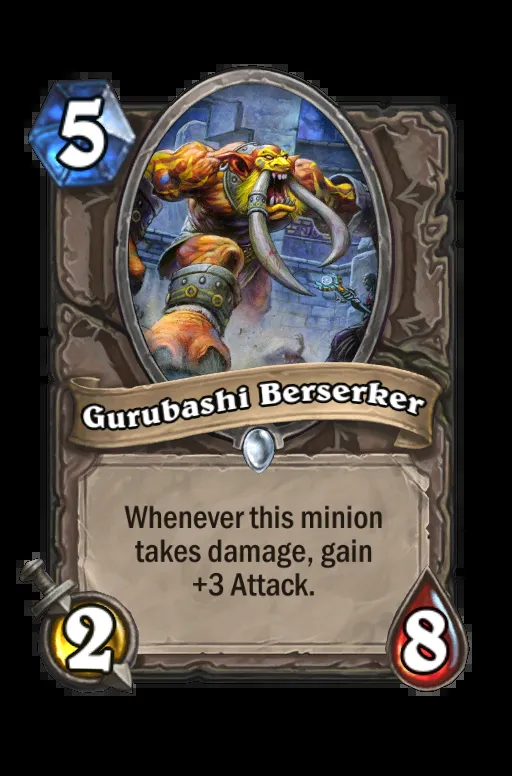 5
Gurubashi Berserker
Whenever this minion
takes damage, gain
+3 Attack.
2
8